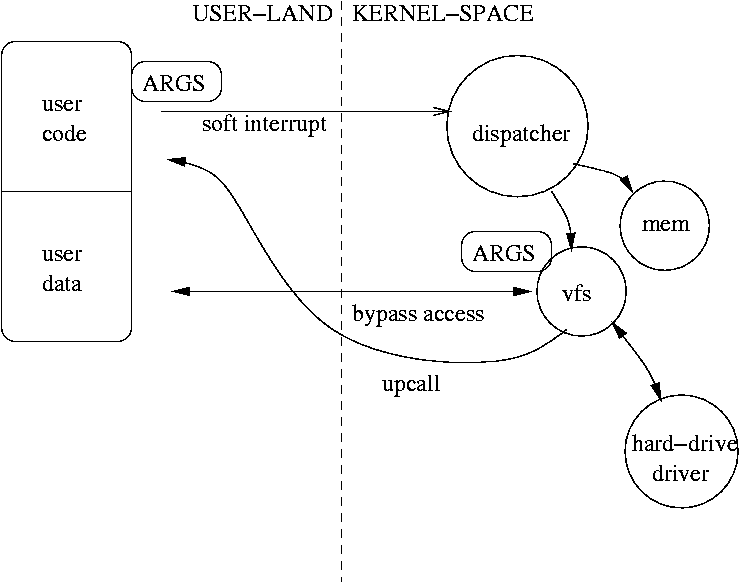 USER-LAND
KERNEL-SPACE
ARGS
user
code
soft interrupt
dispatcher
mem
user
data
ARGS
vfs
bypass access
upcall
hard-drive
driver